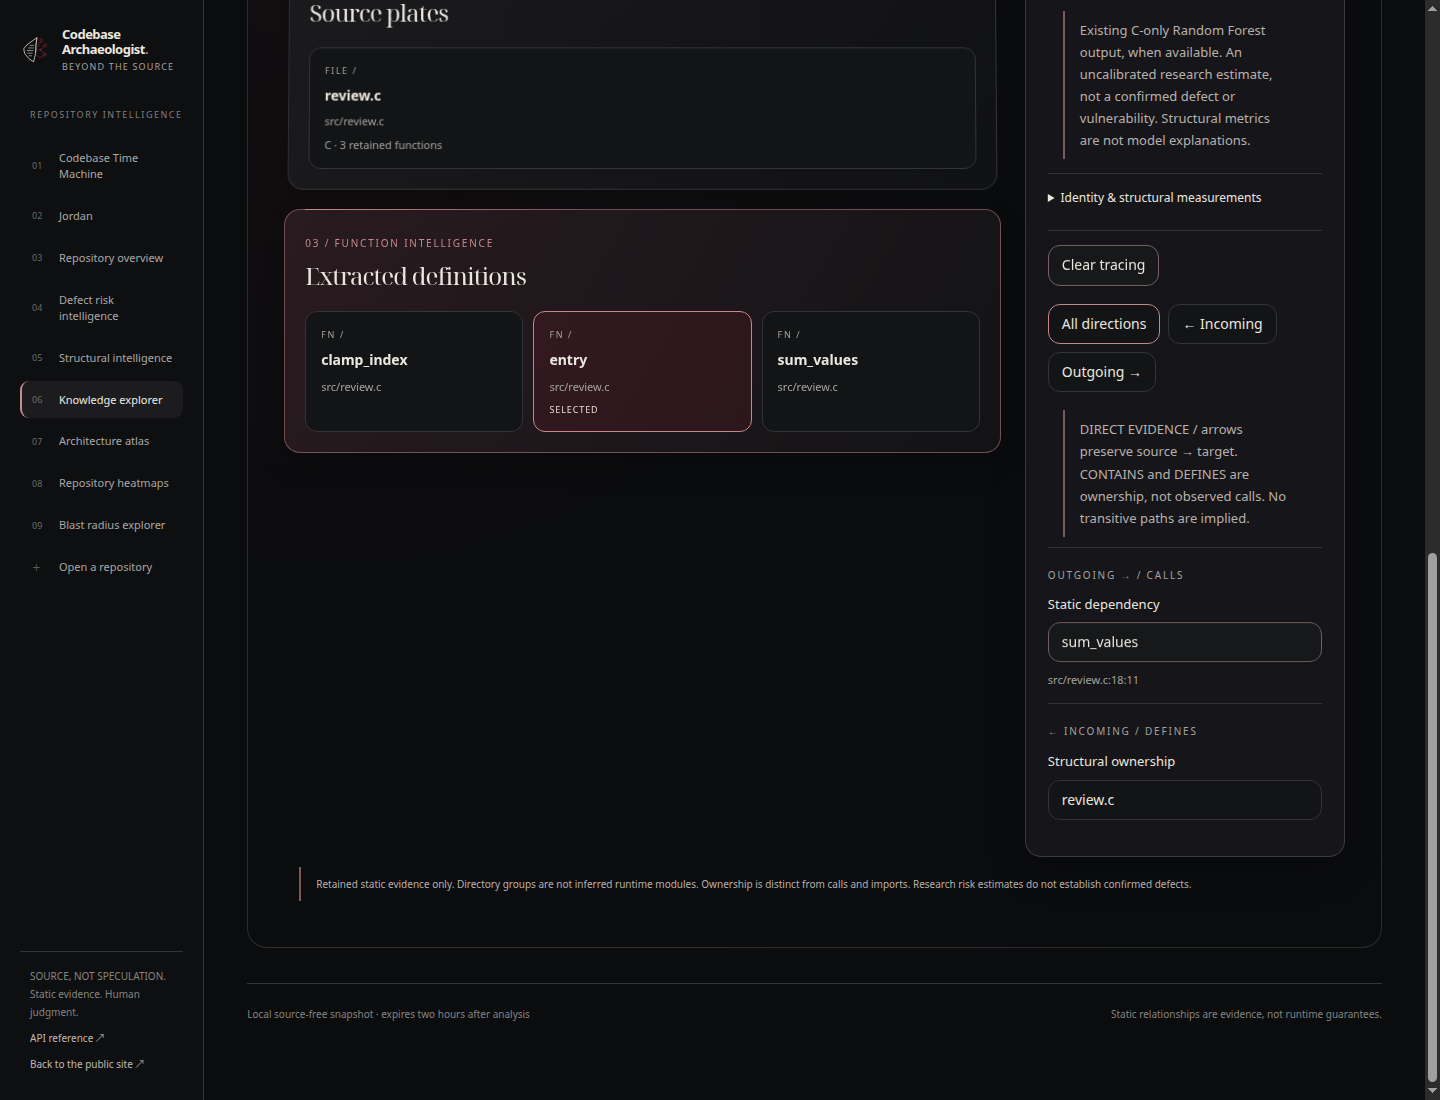 Codebase
Archaeologist.
BEYOND THE SOURCE
REPOSITORY INTELLIGENCE
01 Codebase Time
Machine
02 Jordan
03 Repository overview
04 Defect risk
intelligence
05 Structural intelligence
06 Knowledge explorer
07 Architecture atlas
08 Repository heatmaps
09 Blast radius explorer
+ Open a repository
SOURCE, NOT SPECULATION.
Static evidence. Human
judgment.
API reference ↗
Back to the public site ↗
Source plates
FILE /
review.c
src/review.c
C · 3 retained functions
03 / FUNCTION INTELLIGENCE
Extracted definitions
FN /
clamp_index
src/review.c
FN /
entry
src/review.c
SELECTED
FN /
sum_values
src/review.c
Existing C-only Random Forest
output, when available. An
uncalibrated research estimate,
not a confirmed defect or
vulnerability. Structural metrics
are not model explanations.
▶ Identity & structural measurements
Clear tracing
All directions
← Incoming
Outgoing →
DIRECT EVIDENCE / arrows
preserve source → target.
CONTAINS and DEFINES are
ownership, not observed calls. No
transitive paths are implied.
OUTGOING → / CALLS
Static dependency
sum_values
src/review.c:18:11
← INCOMING / DEFINES
Structural ownership
review.c
Retained static evidence only. Directory groups are not inferred runtime modules. Ownership is distinct from calls and imports. Research risk estimates do not establish confirmed defects.
Local source-free snapshot · expires two hours after analysis
Static relationships are evidence, not runtime guarantees.